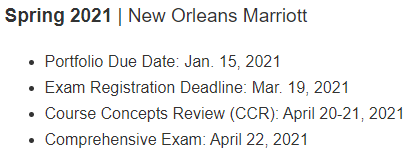 Spring 2021 | New Orleans Marriott
• Portfolio Due Date: Jan. 15, 2021
• Exam Registration Deadline: Mar. 19, 2021
• Course Concepts Review (CCR): April 20-21, 2021
• Comprehensive Exam: April 22, 2021